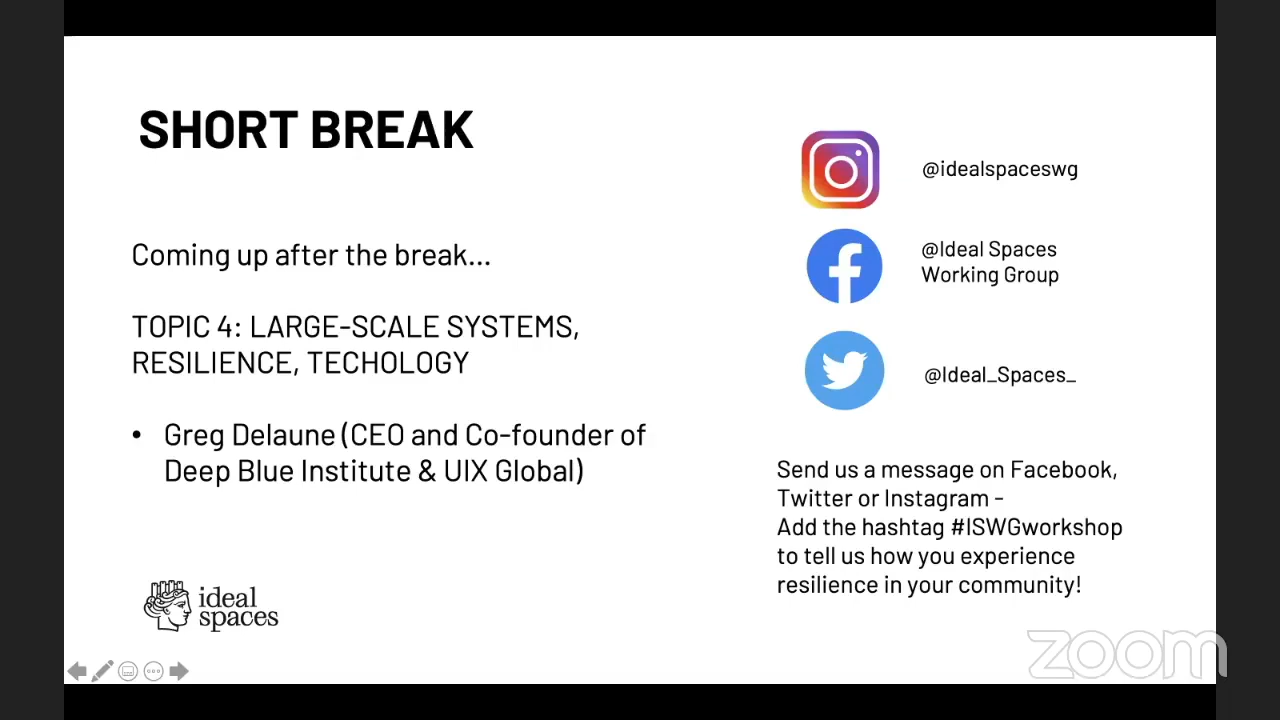 SHORT BREAK
Coming up after the break...
TOPIC 4: LARGE-SCALE SYSTEMS,
RESILIENCE, TECHOLOGY
• Greg Delaune (CEO and Co-founder of
Deep Blue Institute & UIX Global)
ideal
spaces
@idealspaceswg
@Ideal Spaces
Working Group
@Ideal_Spaces_
Send us a message on Facebook,
Twitter or Instagram -
Add the hashtag #ISWGworkshop
to tell us how you experience
resilience in your community!
zoom